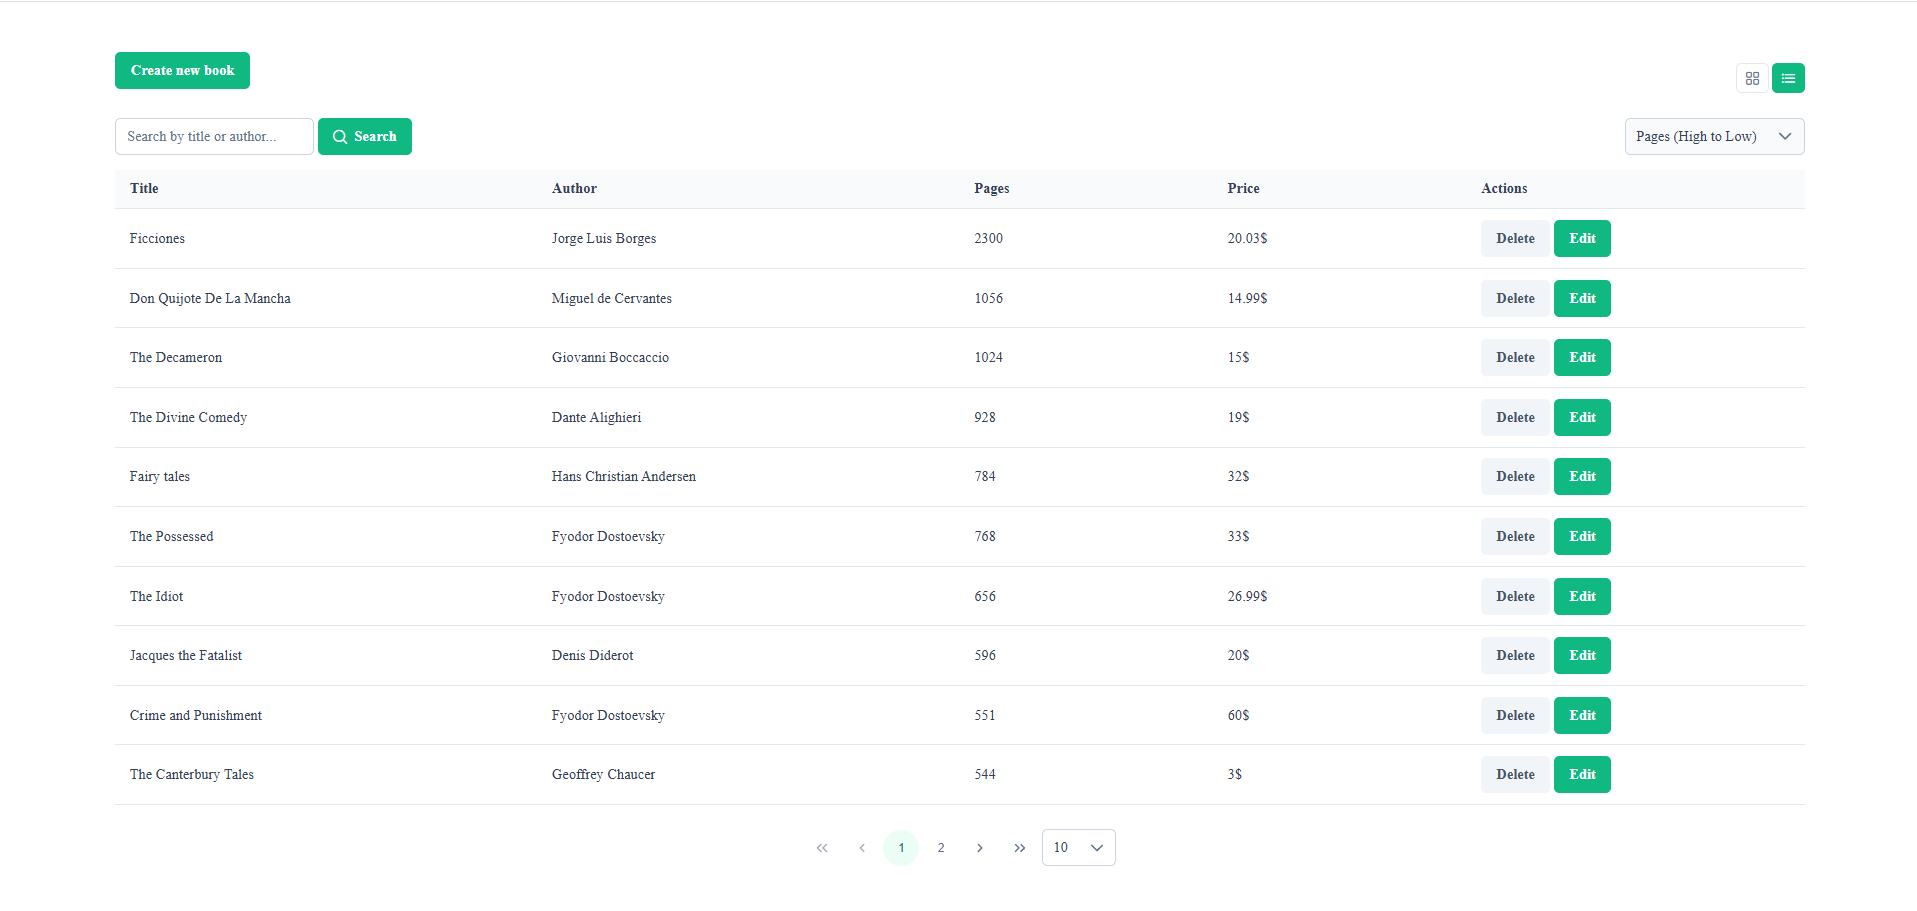 Create new book
Search by title or author... Search Pages (High to Low)
Title Author Pages Price Actions
Ficciones Jorge Luis Borges 2300 20.03$ Delete Edit
Don Quijote De La Mancha Miguel de Cervantes 1056 14.99$ Delete Edit
The Decameron Giovanni Boccaccio 1024 15$ Delete Edit
The Divine Comedy Dante Alighieri 928 19$ Delete Edit
Fairy tales Hans Christian Andersen 784 32$ Delete Edit
The Possessed Fyodor Dostoevsky 768 33$ Delete Edit
The Idiot Fyodor Dostoevsky 656 26.99$ Delete Edit
Jacques the Fatalist Denis Diderot 596 20$ Delete Edit
Crime and Punishment Fyodor Dostoevsky 551 60$ Delete Edit
The Canterbury Tales Geoffrey Chaucer 544 3$ Delete Edit
1 2 10